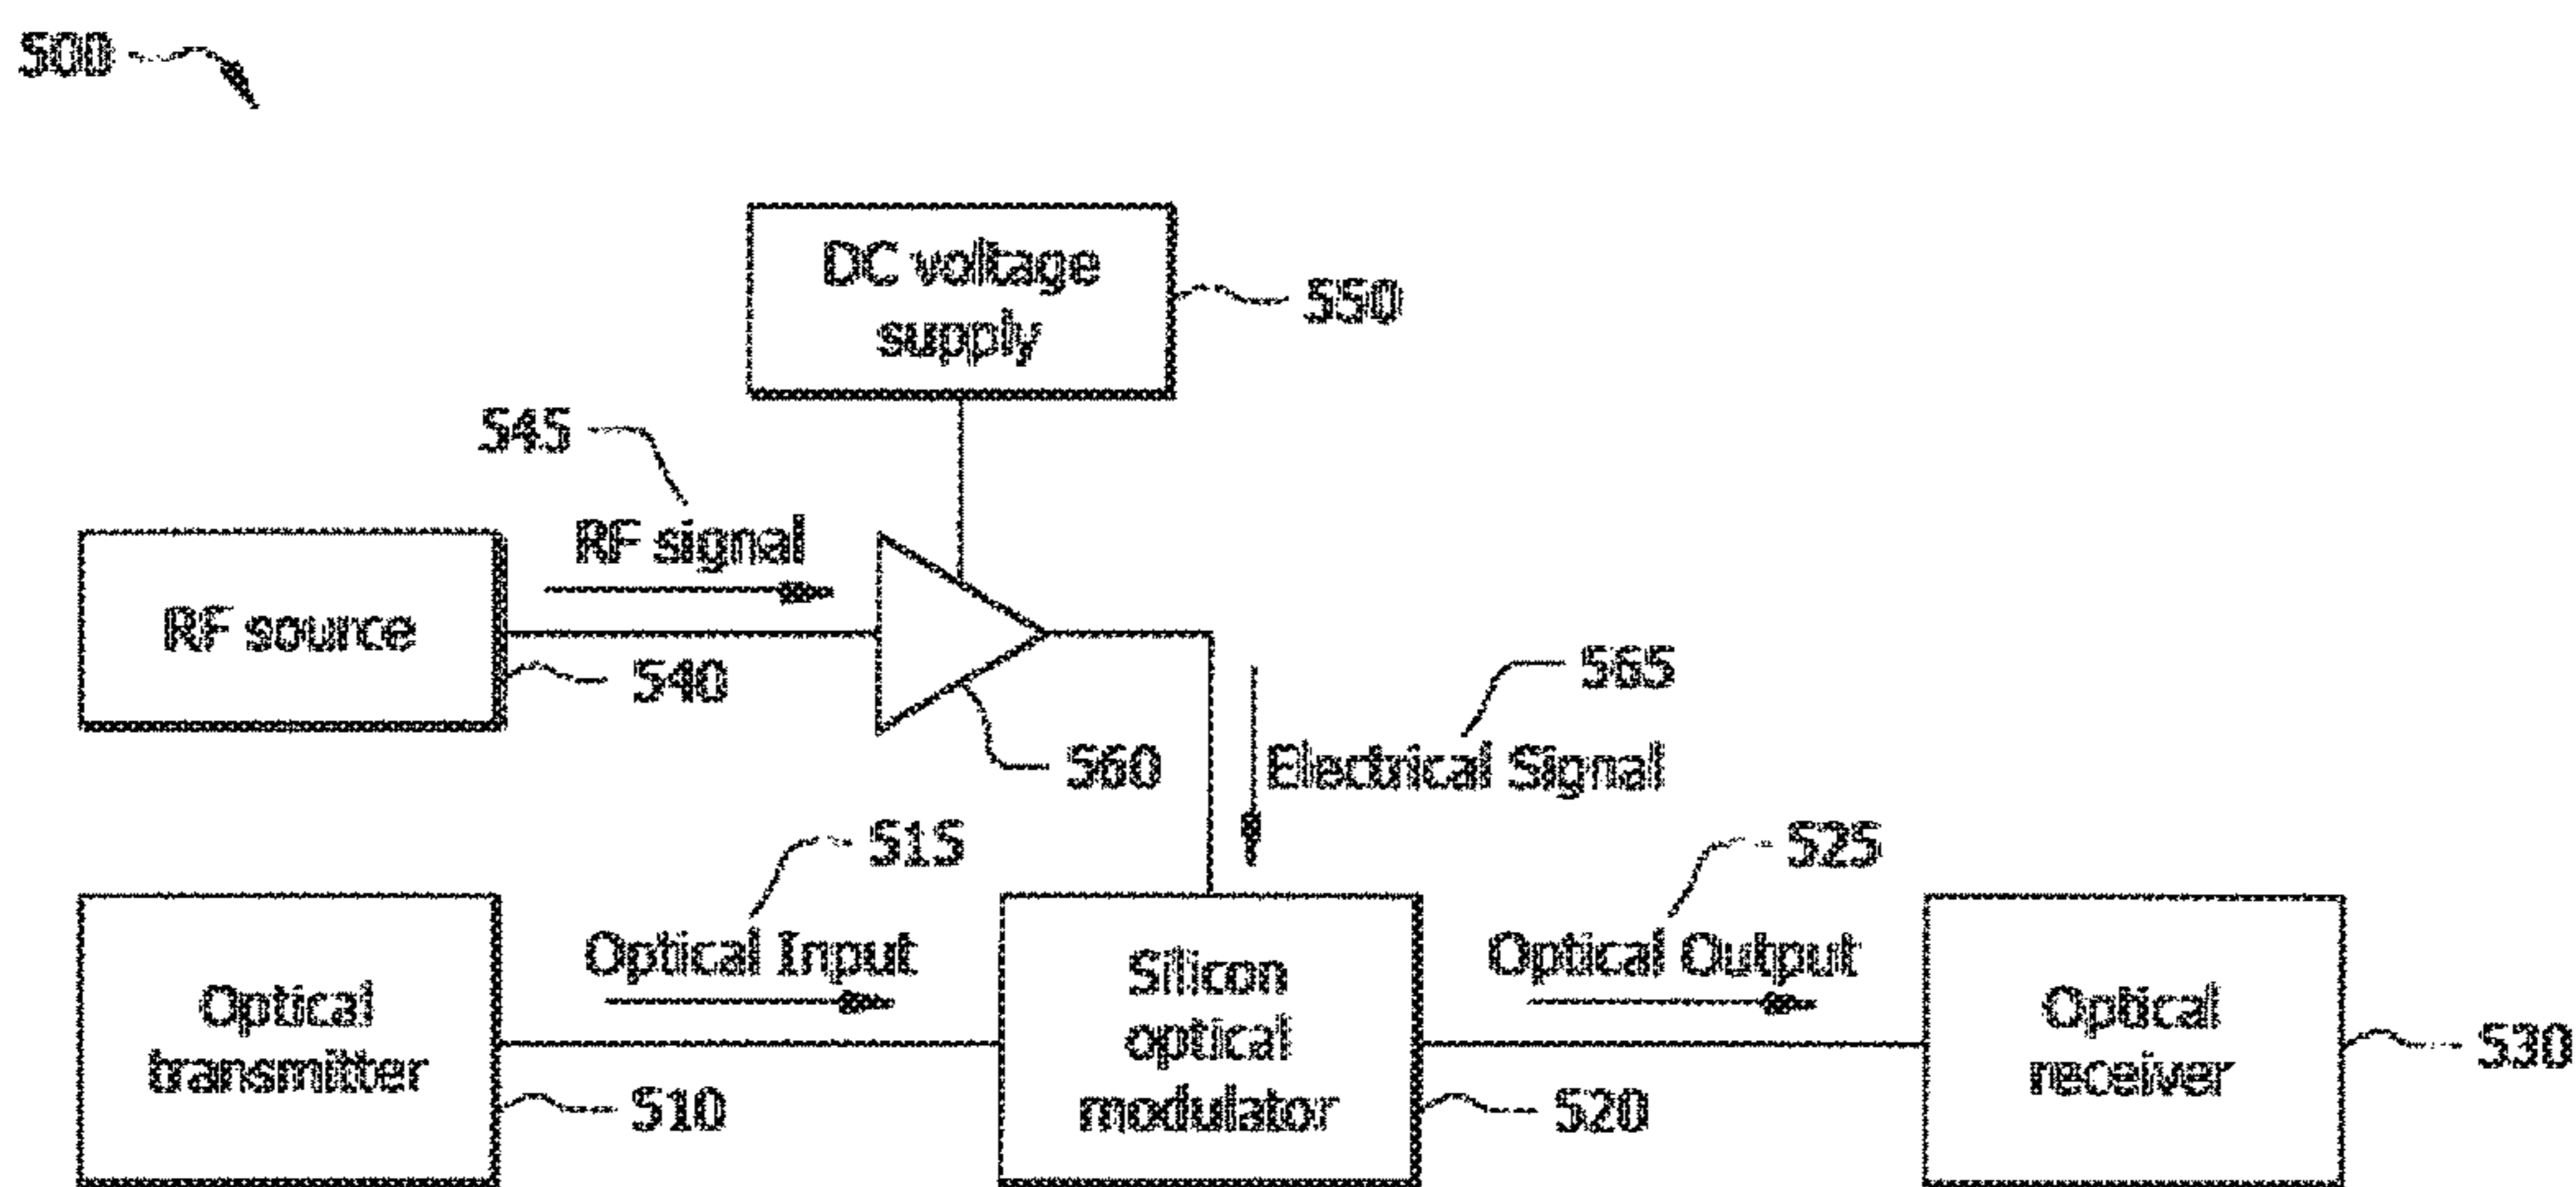 500
DC voltage
supply
550
545
RF signal
RF source
540
560
565
Electrical Signal
515
525
Optical Input
Optical Output
Optical
transmitter
510
Silicon
optical
modulator
520
Optical
receiver
530